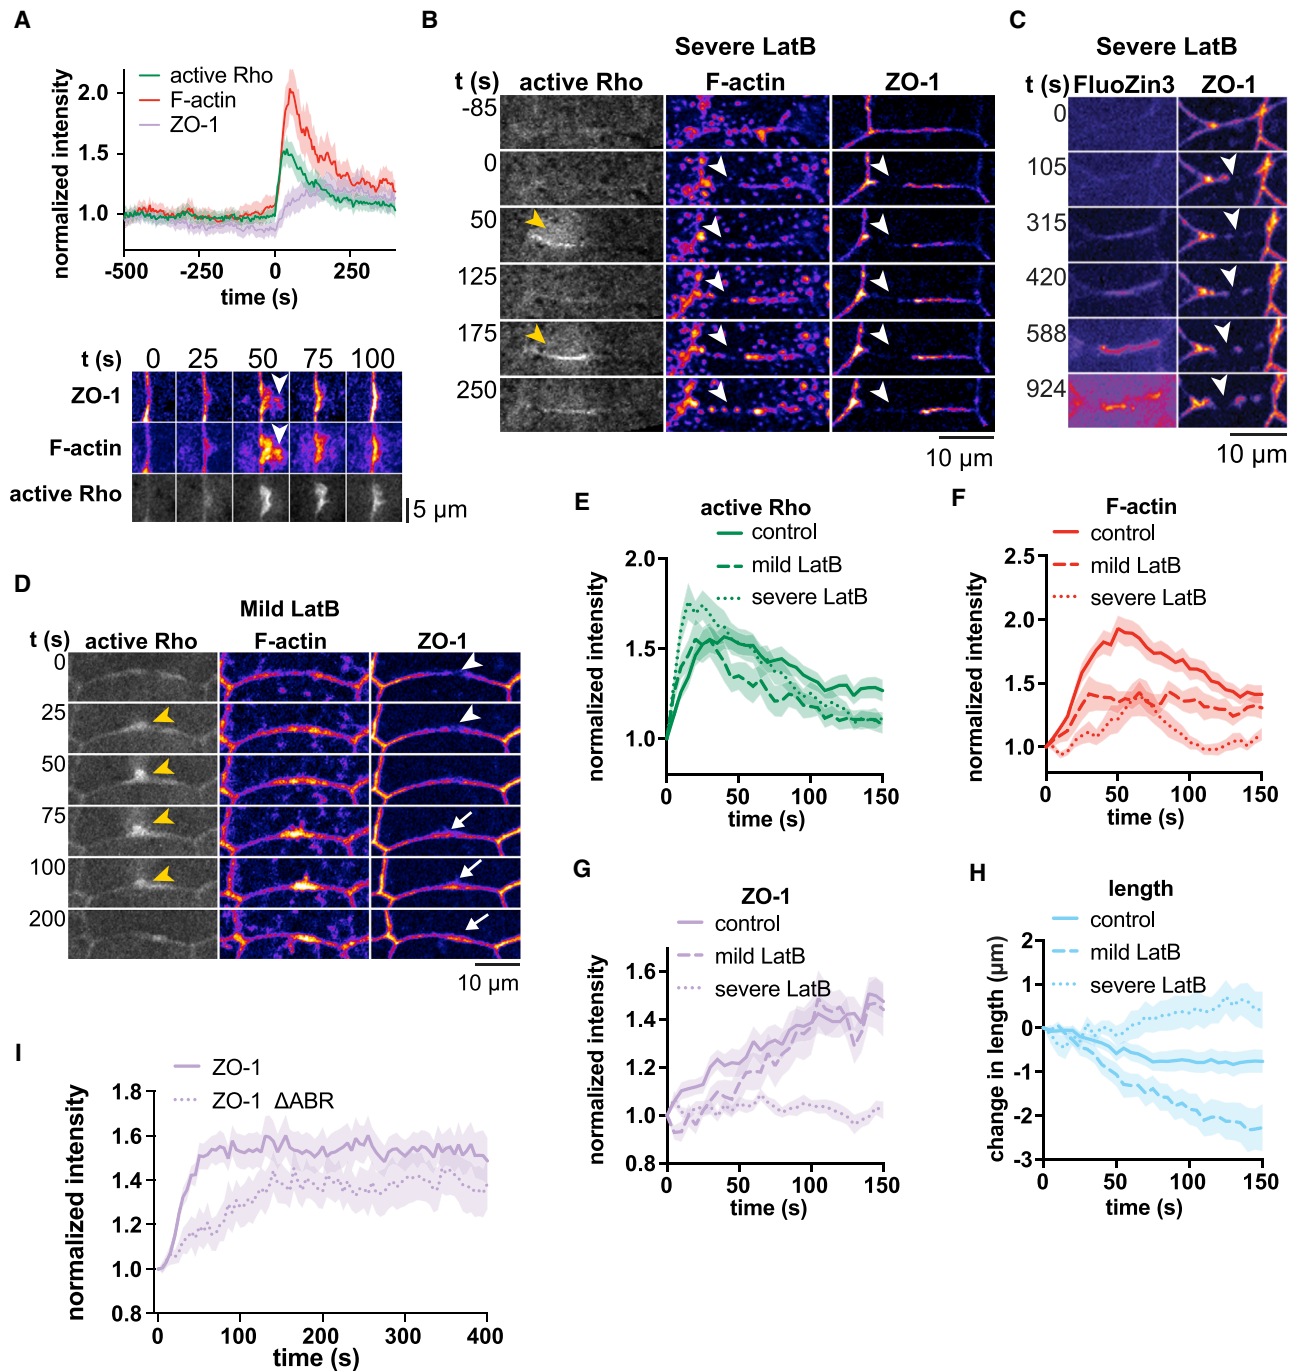 A
normalized intensity
2.0
1.5
1.0
active Rho
F-actin
ZO-1
-500 -250 0 250
time (s)
t (s) 0 25 50 75 100
ZO-1
F-actin
active Rho
5 µm
B
Severe LatB
t (s) active Rho F-actin ZO-1
-85
0
50
125
175
250
10 µm
C
Severe LatB
t (s) FluoZin3 ZO-1
0
105
315
420
588
924
10 µm
D
Mild LatB
t (s) active Rho F-actin ZO-1
0
25
50
75
100
200
10 µm
E
active Rho
control
mild LatB
severe LatB
normalized intensity
2.0
1.5
1.0
0 50 100 150
time (s)
F
F-actin
control
mild LatB
severe LatB
normalized intensity
2.5
2.0
1.5
1.0
0 50 100 150
time (s)
G
ZO-1
control
mild LatB
severe LatB
normalized intensity
1.6
1.4
1.2
1.0
0.8
0 50 100 150
time (s)
H
length
control
mild LatB
severe LatB
change in length (µm)
2
1
0
-1
-2
-3
0 50 100 150
time (s)
I
ZO-1
ZO-1 ΔABR
normalized intensity
1.8
1.6
1.4
1.2
1.0
0.8
0 100 200 300 400
time (s)